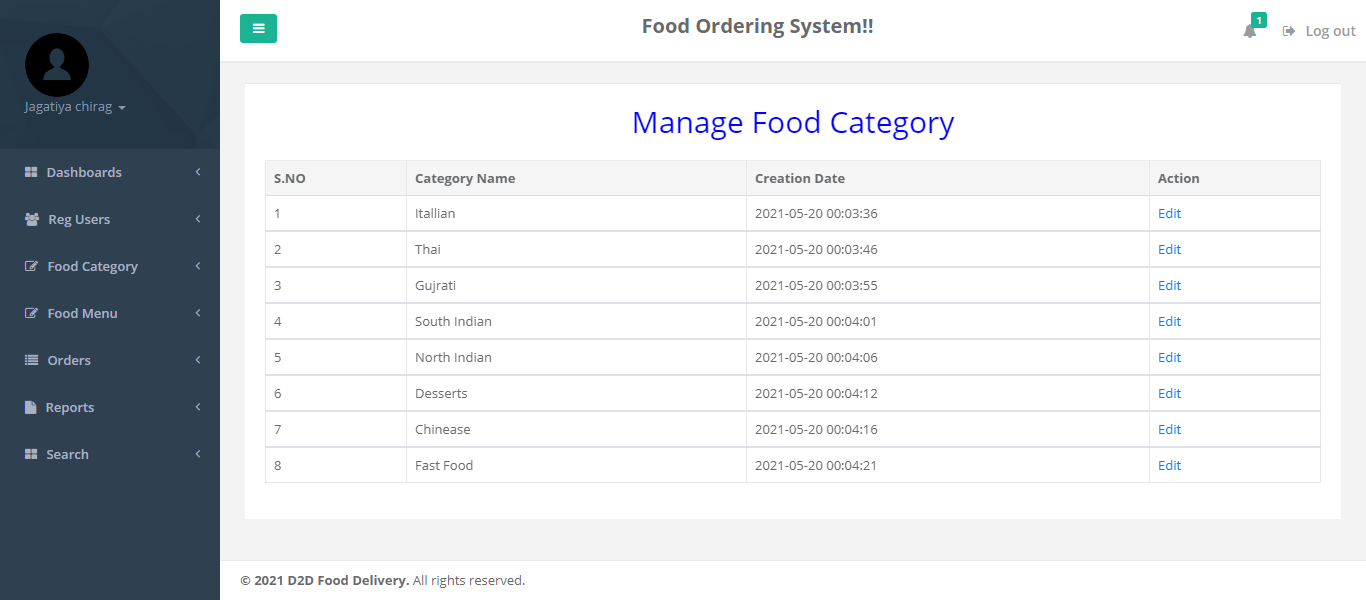 Food Ordering System!!
1
Log out
Jagatiya chirag
Dashboards
Reg Users
Food Category
Food Menu
Orders
Reports
Search
Manage Food Category
S.NO Category Name Creation Date Action
1 Itallian 2021-05-20 00:03:36 Edit
2 Thai 2021-05-20 00:03:46 Edit
3 Gujrati 2021-05-20 00:03:55 Edit
4 South Indian 2021-05-20 00:04:01 Edit
5 North Indian 2021-05-20 00:04:06 Edit
6 Desserts 2021-05-20 00:04:12 Edit
7 Chinease 2021-05-20 00:04:16 Edit
8 Fast Food 2021-05-20 00:04:21 Edit
© 2021 D2D Food Delivery. All rights reserved.